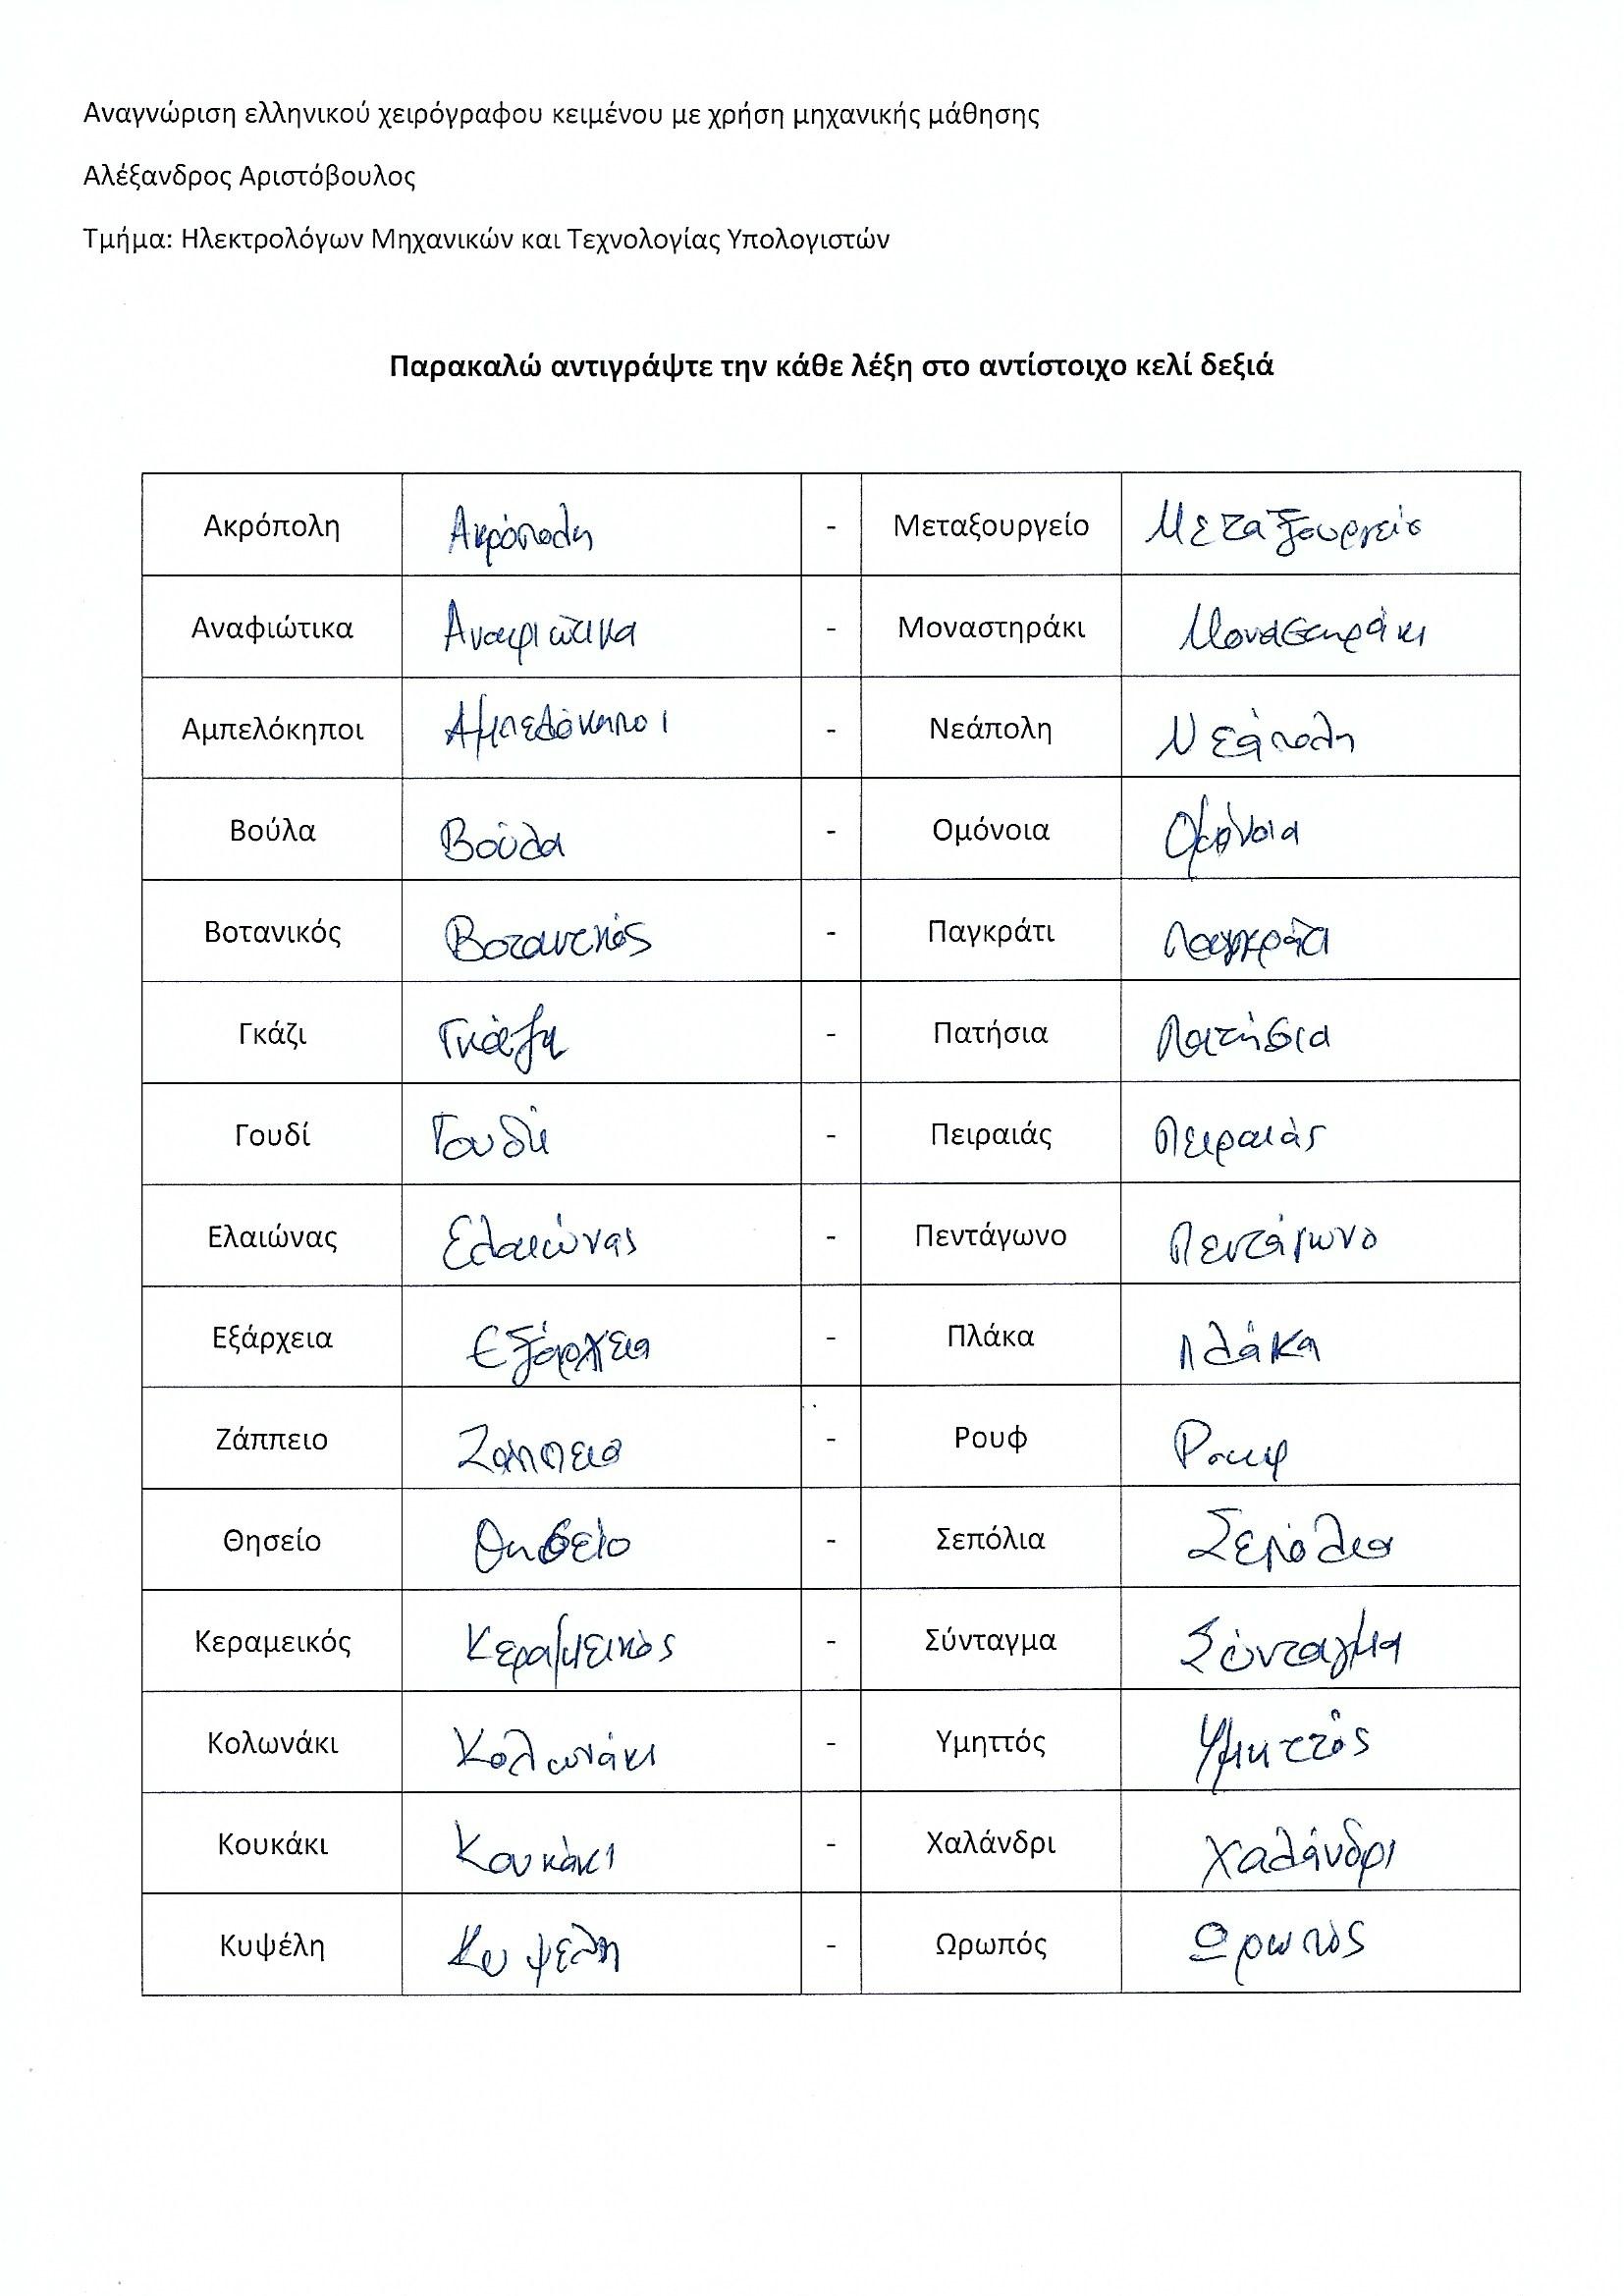 Αναγνώριση ελληνικού χειρόγραφου κειμένου με χρήση μηχανικής μάθησης
Αλέξανδρος Αριστόβουλος
Τμήμα: Ηλεκτρολόγων Μηχανικών και Τεχνολογίας Υπολογιστών
Παρακαλώ αντιγράψτε την κάθε λέξη στο αντίστοιχο κελί δεξιά
Ακρόπολη Ακρόπολη - Μεταξουργείο Μεταξουργείο
Αναφιώτικα Αναφιώτικα - Μοναστηράκι Μοναστηράκι
Αμπελόκηποι Αμπελόκηποι - Νεάπολη Νεάπολη
Βούλα Βούλα - Ομόνοια Ομόνοια
Βοτανικός Βοτανικός - Παγκράτι Παγκράτι
Γκάζι Γκάζι - Πατήσια Πατήσια
Γουδί Γουδή - Πειραιάς Πειραιάς
Ελαιώνας Ελαιώνας - Πεντάγωνο Πεντάγωνο
Εξάρχεια Εξάρχεια - Πλάκα Πλάκα
Ζάππειο Ζάππειο - Ρουφ Ρουφ
Θησείο Θησείο - Σεπόλια Σεπόλια
Κεραμεικός Κεραμεικός - Σύνταγμα Σύνταγμα
Κολωνάκι Κολωνάκι - Υμηττός Υμηττός
Κουκάκι Κουκάκι - Χαλάνδρι Χαλάνδρι
Κυψέλη Κυψέλη - Ωρωπός Ωρωπός